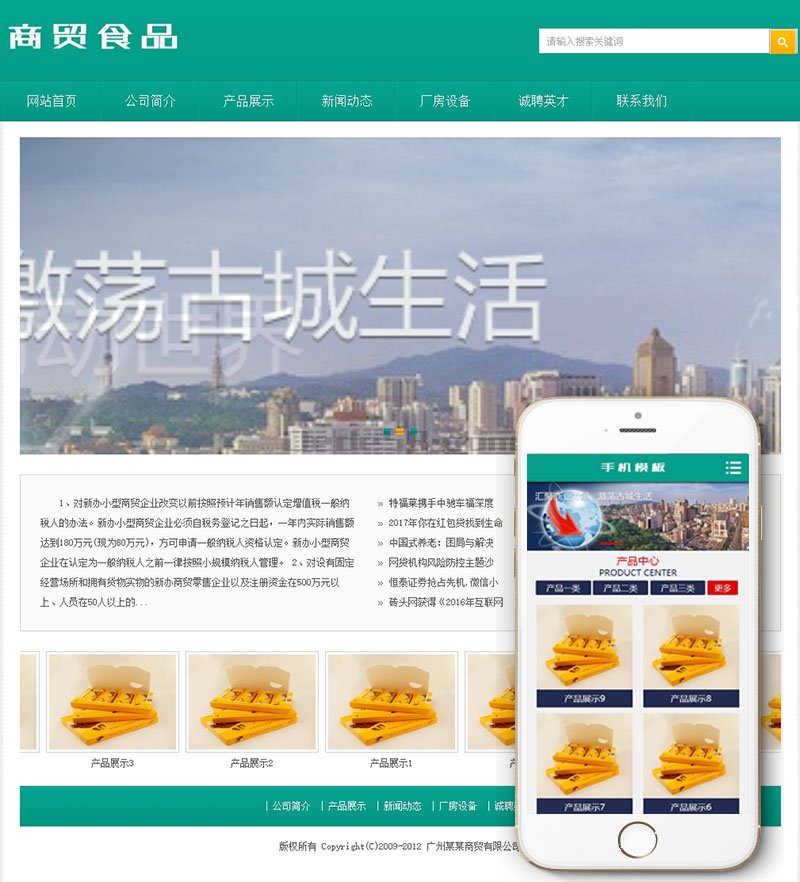 商贸食品
请输入搜索关键词
网站首页 公司简介 产品展示 新闻动态 厂房设备 诚聘英才 联系我们
激荡古城生活
动世界
1、对新办小型商贸企业改变以前按照预计年销售额认定增值税一般纳
税人的办法。新办小型商贸企业必须自税务登记之日起，一年内实际销售额
达到180万元(现为80万元)，方可申请一般纳税人资格认定。新办小型商贸
企业在认定为一般纳税人之前一律按照小规模纳税人管理。 2、对设有固定
经营场所和拥有货物实物的新办商贸零售企业以及注册资金在500万元以
上、人员在50人以上的...
» 特福莱携手中驰车福深度
» 2017年你在红包贷找到生命
» 中国式养老：困局与解决
» 网贷机构风险防控主题沙
» 恒泰证券抢占先机,微信小
» 砖头网获得《2016年互联网
产品展示3 产品展示2 产品展示1
| 公司简介 | 产品展示 | 新闻动态 | 厂房设备 | 诚聘
版权所有 Copyright(C)2009-2012 广州某某商贸有限公司
手机模板
激荡古城生活
产品中心
PRODUCT CENTER
产品一类 产品二类 产品三类 更多
产品展示9 产品展示8
产品展示7 产品展示6